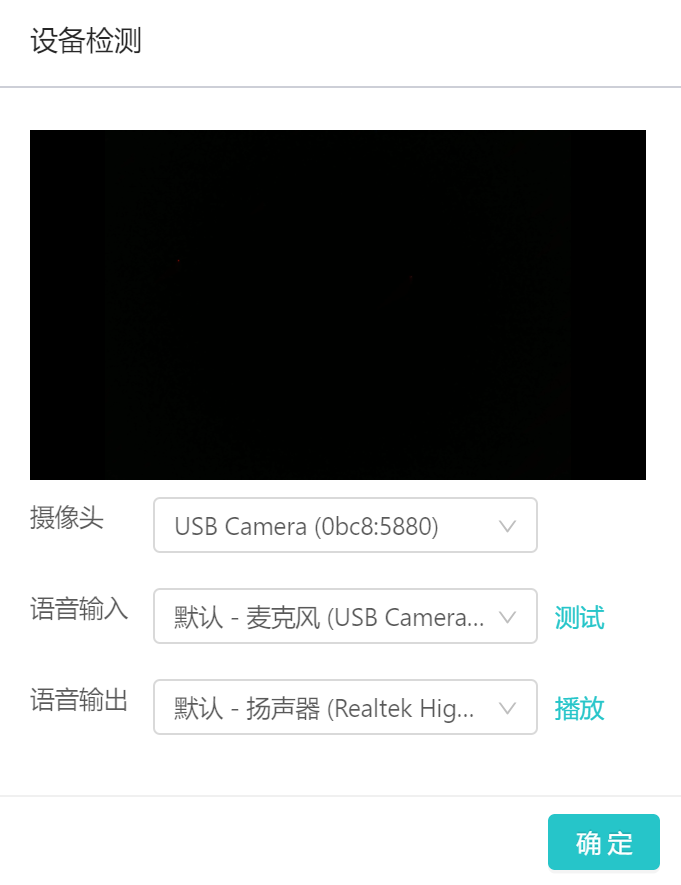 设备检测
摄像头
USB Camera (0bc8:5880)
语音输入
默认 - 麦克风 (USB Camera...
测试
语音输出
默认 - 扬声器 (Realtek Hig...
播放
确 定